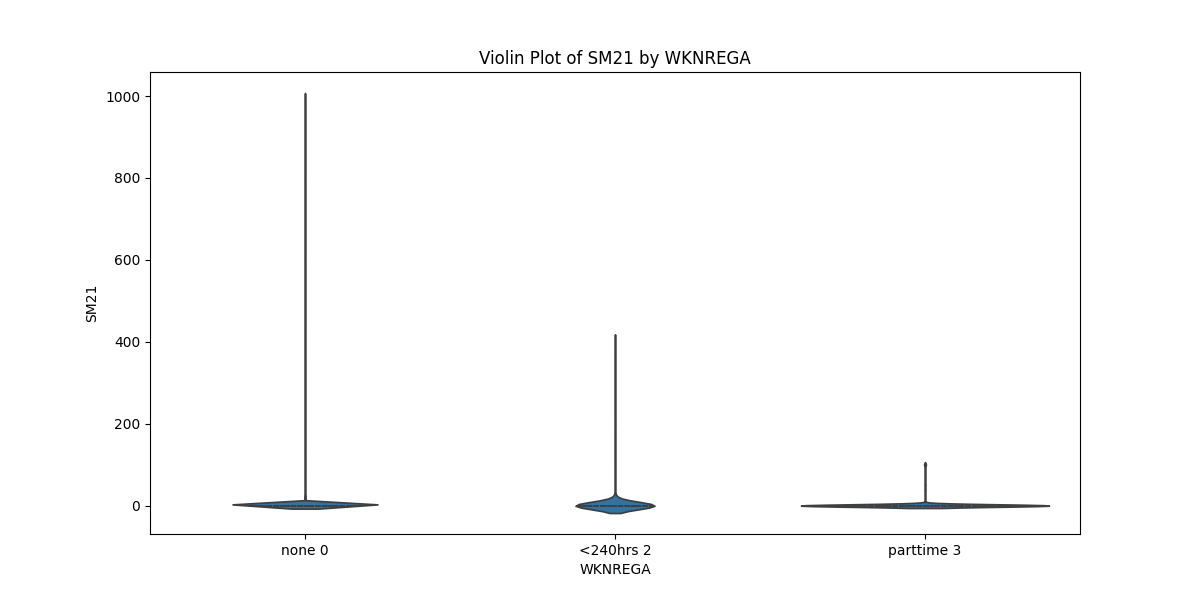 Violin Plot of SM21 by WKNREGA
1000
800
600
400
200
0
SM21
none 0
<240hrs 2
parttime 3
WKNREGA